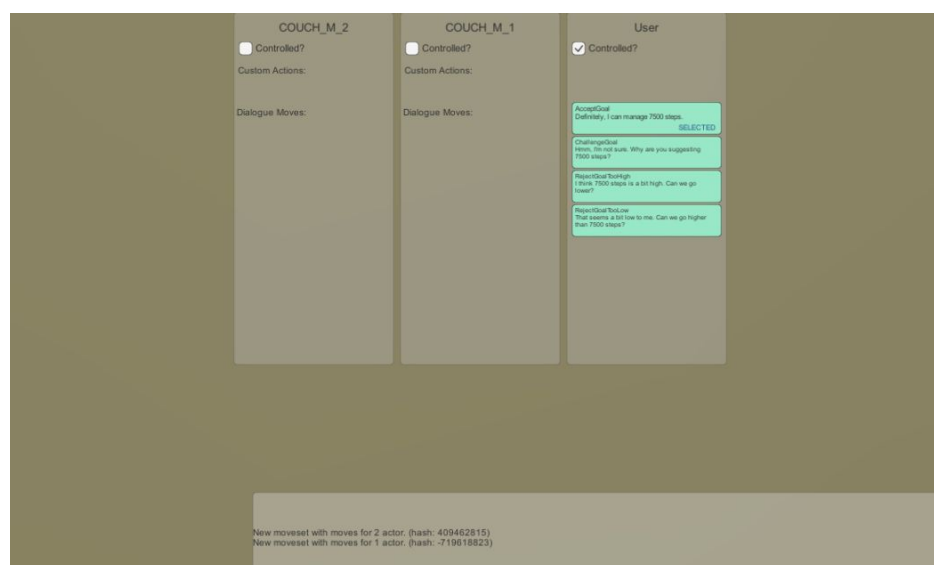 COUCH_M_2
Controlled?
Custom Actions:
Dialogue Moves:
COUCH_M_1
Controlled?
Custom Actions:
Dialogue Moves:
User
Controlled?
AcceptGoal
Definitely, I can manage 7500 steps.
SELECTED
ChallengeGoal
Hmm, I'm not sure. Why are you suggesting
7500 steps?
RejectGoalTooHigh
I think 7500 steps is a bit high. Can we go
lower?
RejectGoalTooLow
That seems a bit low to me. Can we go higher
than 7500 steps?
New moveset with moves for 2 actor. (hash: 409462815)
New moveset with moves for 1 actor. (hash: -719618823)